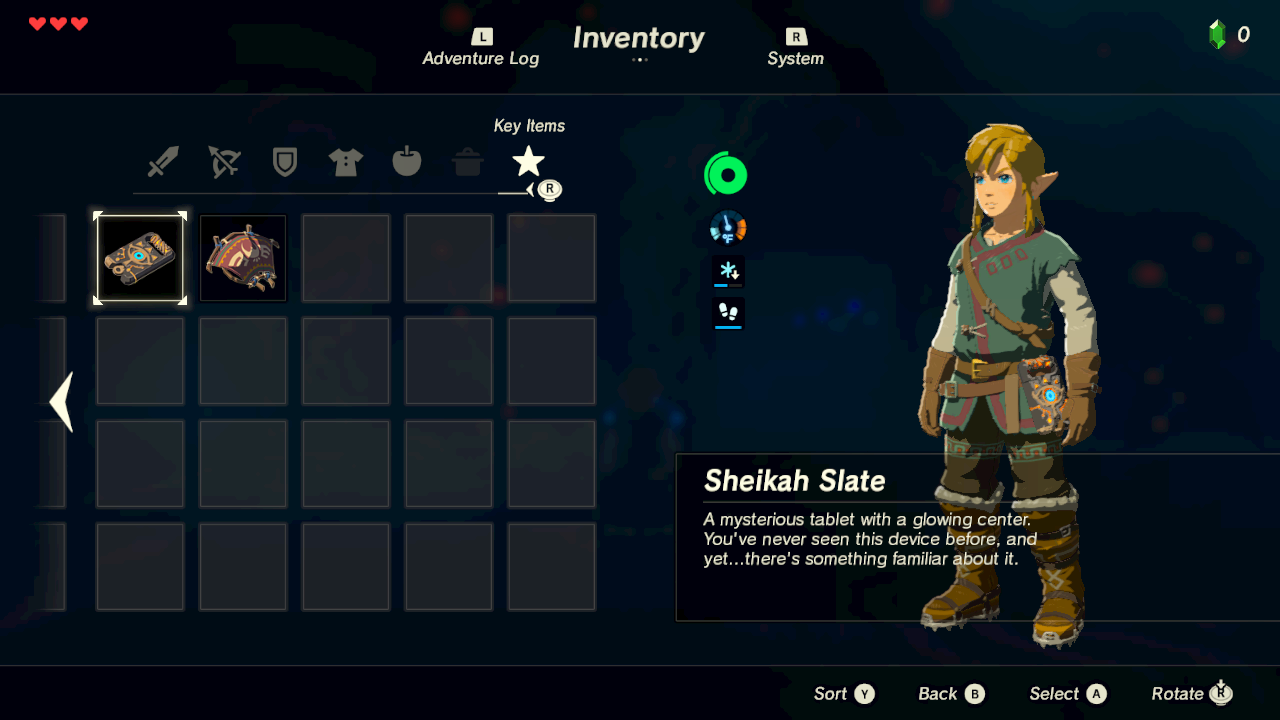 L
Inventory
R
0
Adventure Log
System
Key Items
R
°F
Sheikah Slate
A mysterious tablet with a glowing center.
You've never seen this device before, and
yet...there's something familiar about it.
Sort Y
Back B
Select A
Rotate R